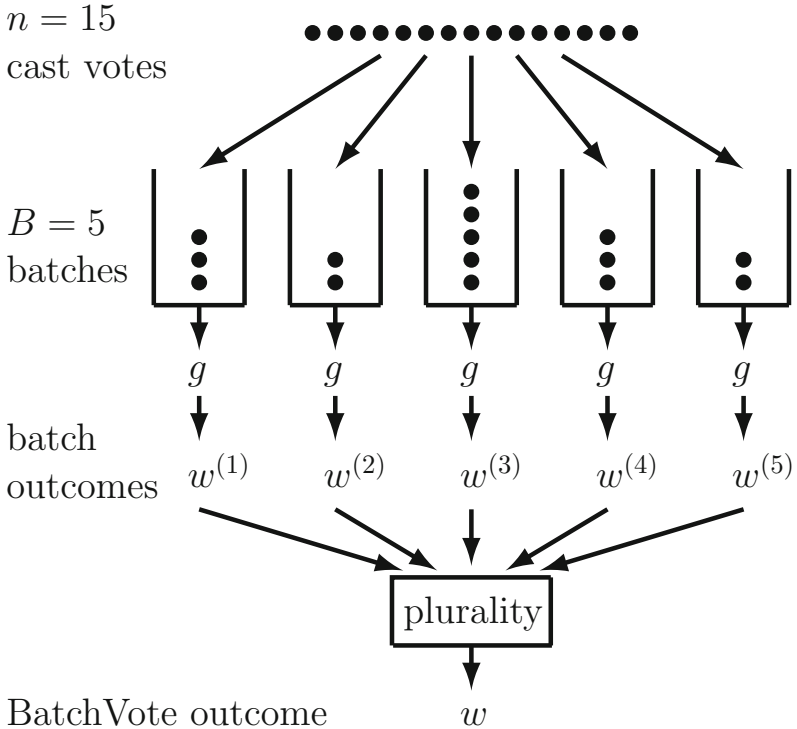 n = 15
cast votes
B = 5
batches
g g g g g
batch
outcomes
w^{(1)} w^{(2)} w^{(3)} w^{(4)} w^{(5)}
plurality
BatchVote outcome w